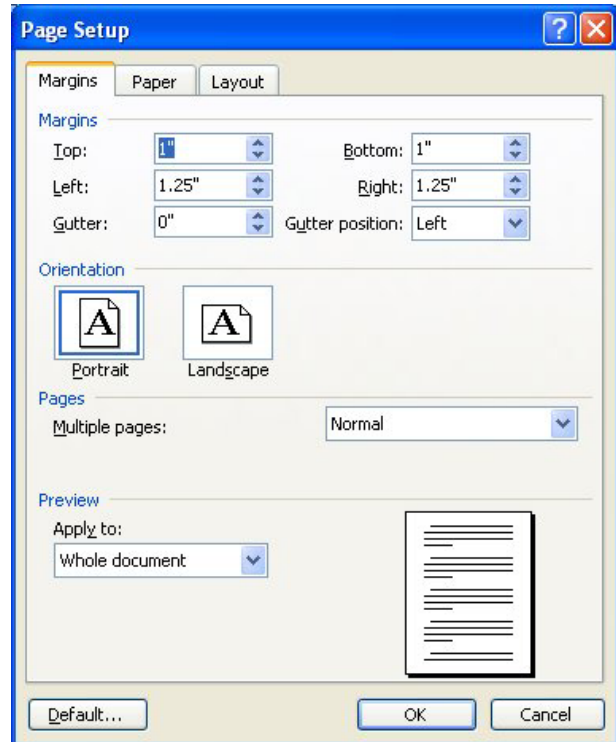 Page Setup
Margins Paper Layout
Margins
Top: 1" Bottom: 1"
Left: 1.25" Right: 1.25"
Gutter: 0" Gutter position: Left
Orientation
A A
Portrait Landscape
Pages
Multiple pages: Normal
Preview
Apply to:
Whole document
Default... OK Cancel